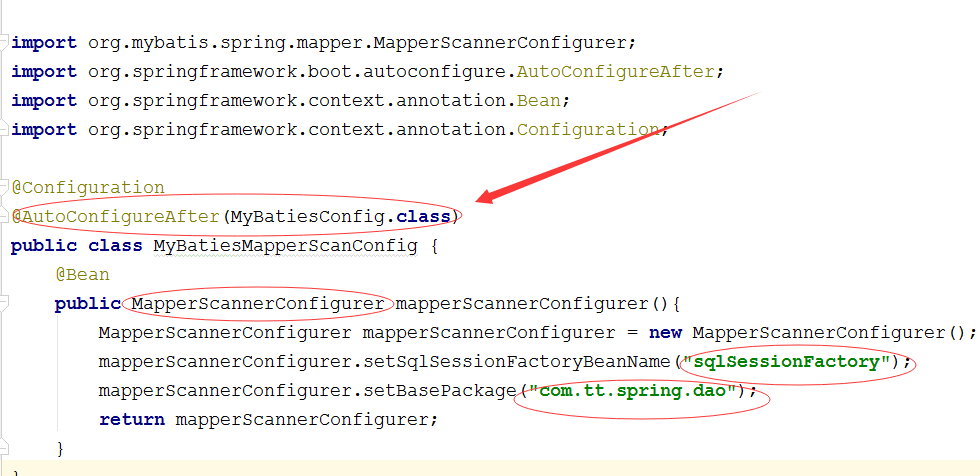 import org.mybatis.spring.mapper.MapperScannerConfigurer;
import org.springframework.boot.autoconfigure.AutoConfigureAfter;
import org.springframework.context.annotation.Bean;
import org.springframework.context.annotation.Configuration;
@Configuration
@AutoConfigureAfter(MyBatiesConfig.class)
public class MyBatiesMapperScanConfig {
@Bean
public MapperScannerConfigurer mapperScannerConfigurer(){
MapperScannerConfigurer mapperScannerConfigurer = new MapperScannerConfigurer();
mapperScannerConfigurer.setSqlSessionFactoryBeanName("sqlSessionFactory");
mapperScannerConfigurer.setBasePackage("com.tt.spring.dao");
return mapperScannerConfigurer;
}
}